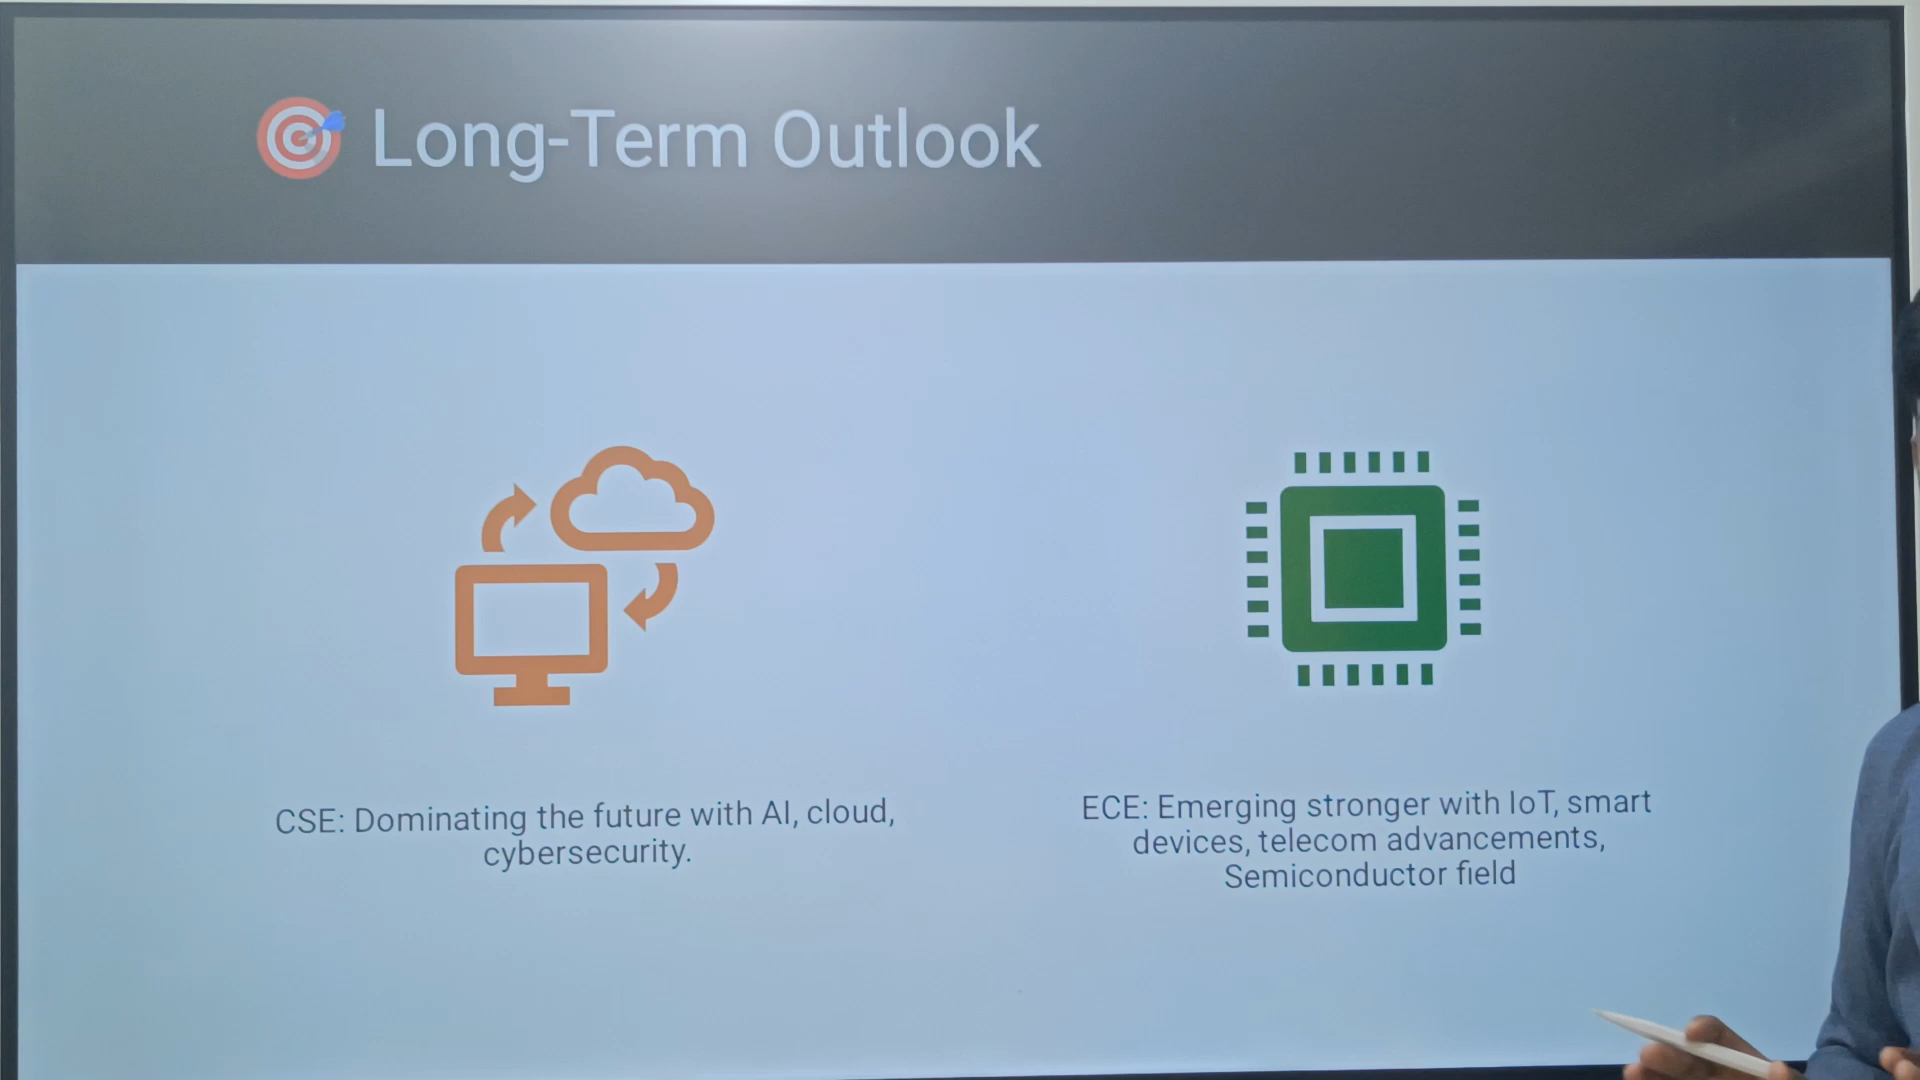 Long-Term Outlook
CSE: Dominating the future with AI, cloud,
cybersecurity.
ECE: Emerging stronger with IoT, smart
devices, telecom advancements,
Semiconductor field